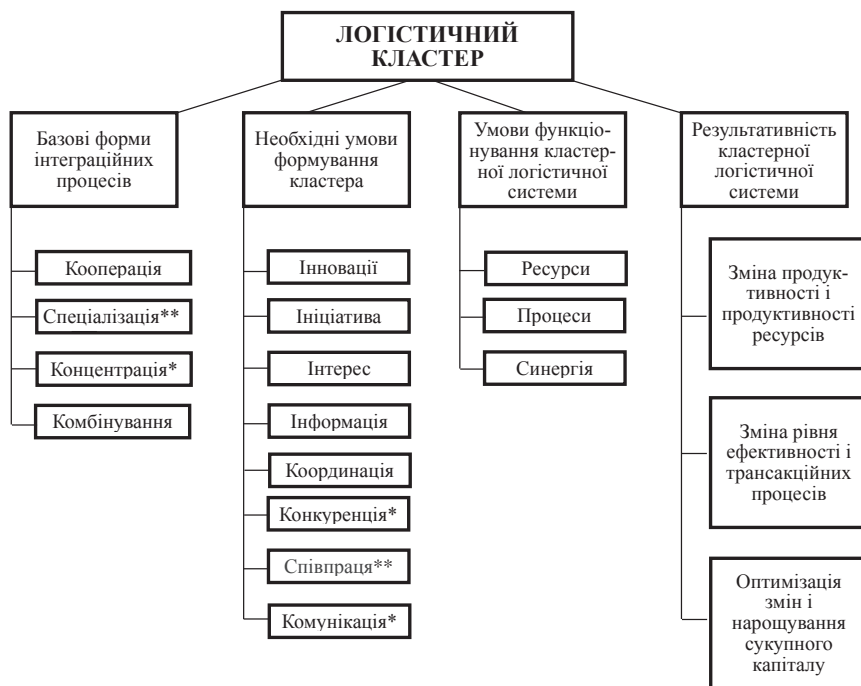 ЛОГІСТИЧНИЙ
КЛАСТЕР
Базові форми
інтеграційних
процесів
Кооперація
Спеціалізація**
Концентрація*
Комбінування
Необхідні умови
формування
кластера
Інновації
Ініціатива
Інтерес
Інформація
Координація
Конкуренція*
Співпраця**
Комунікація*
Умови функціо-
нування кластер-
ної логістичної
системи
Ресурси
Процеси
Синергія
Результативність
кластерної
логістичної
системи
Зміна продук-
тивності і
продуктивності
ресурсів
Зміна рівня
ефективності і
трансакційних
процесів
Оптимізація
змін і
нарощування
сукупного
капіталу